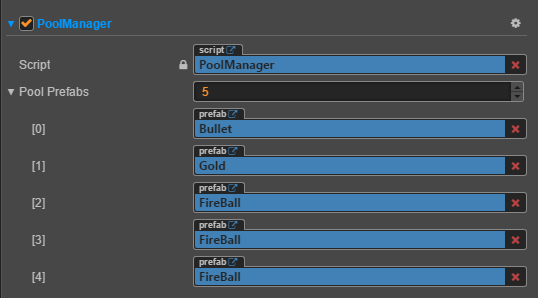 PoolManager
script
Script PoolManager
Pool Prefabs 5
prefab
[0] Bullet
prefab
[1] Gold
prefab
[2] FireBall
prefab
[3] FireBall
prefab
[4] FireBall